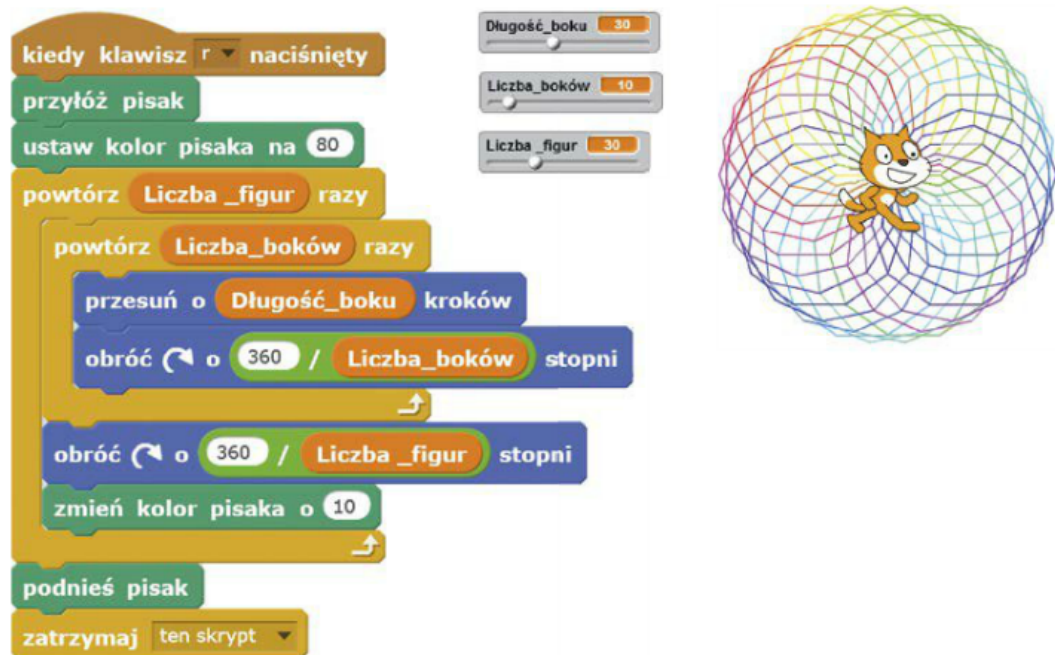 kiedy klawisz r naciśnięty
przyłóż pisak
ustaw kolor pisaka na 80
powtórz Liczba _figur razy
powtórz Liczba_boków razy
przesuń o Długość_boku kroków
obróć o 360 / Liczba_boków stopni
obróć o 360 / Liczba _figur stopni
zmień kolor pisaka o 10
podnieś pisak
zatrzymaj ten skrypt
Długość_boku 30
Liczba_boków 10
Liczba _figur 30